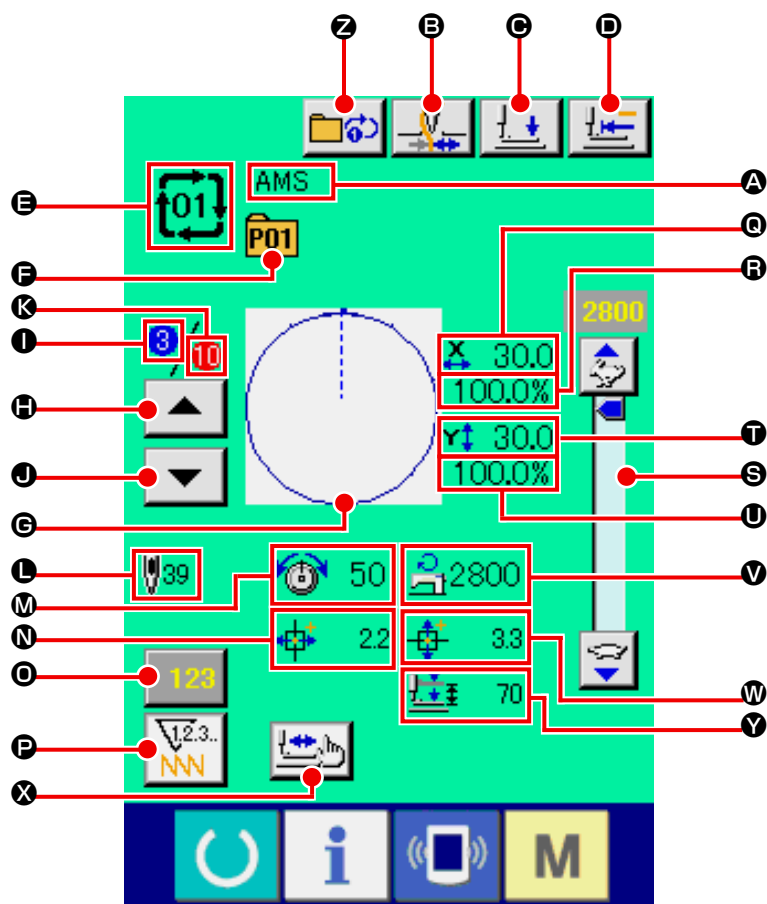 Z B C D
AMS A
E 01
Q
P01
F R
K 2800
I 3 / 10 X 30.0
100.0%
H
Y 30.0 T
J 100.0% S
G U
L 39
M 50 2800 V
N 2.2 3.3
O 123 W
70
P 1.2.3.. Y
X
i M